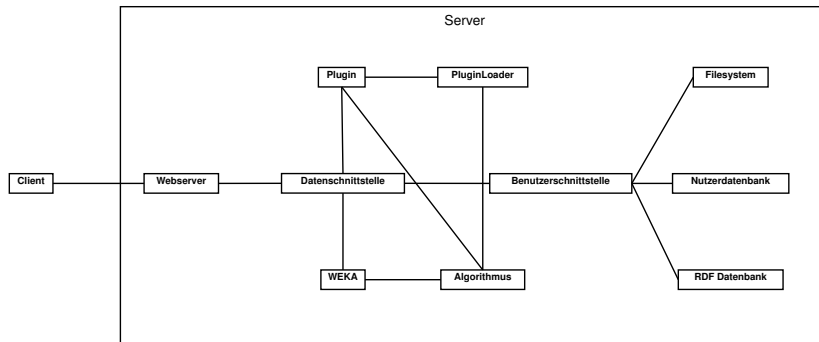 Server
Plugin
PluginLoader
Filesystem
Client
Webserver
Datenschnittstelle
Benutzerschnittstelle
Nutzerdatenbank
WEKA
Algorithmus
RDF Datenbank